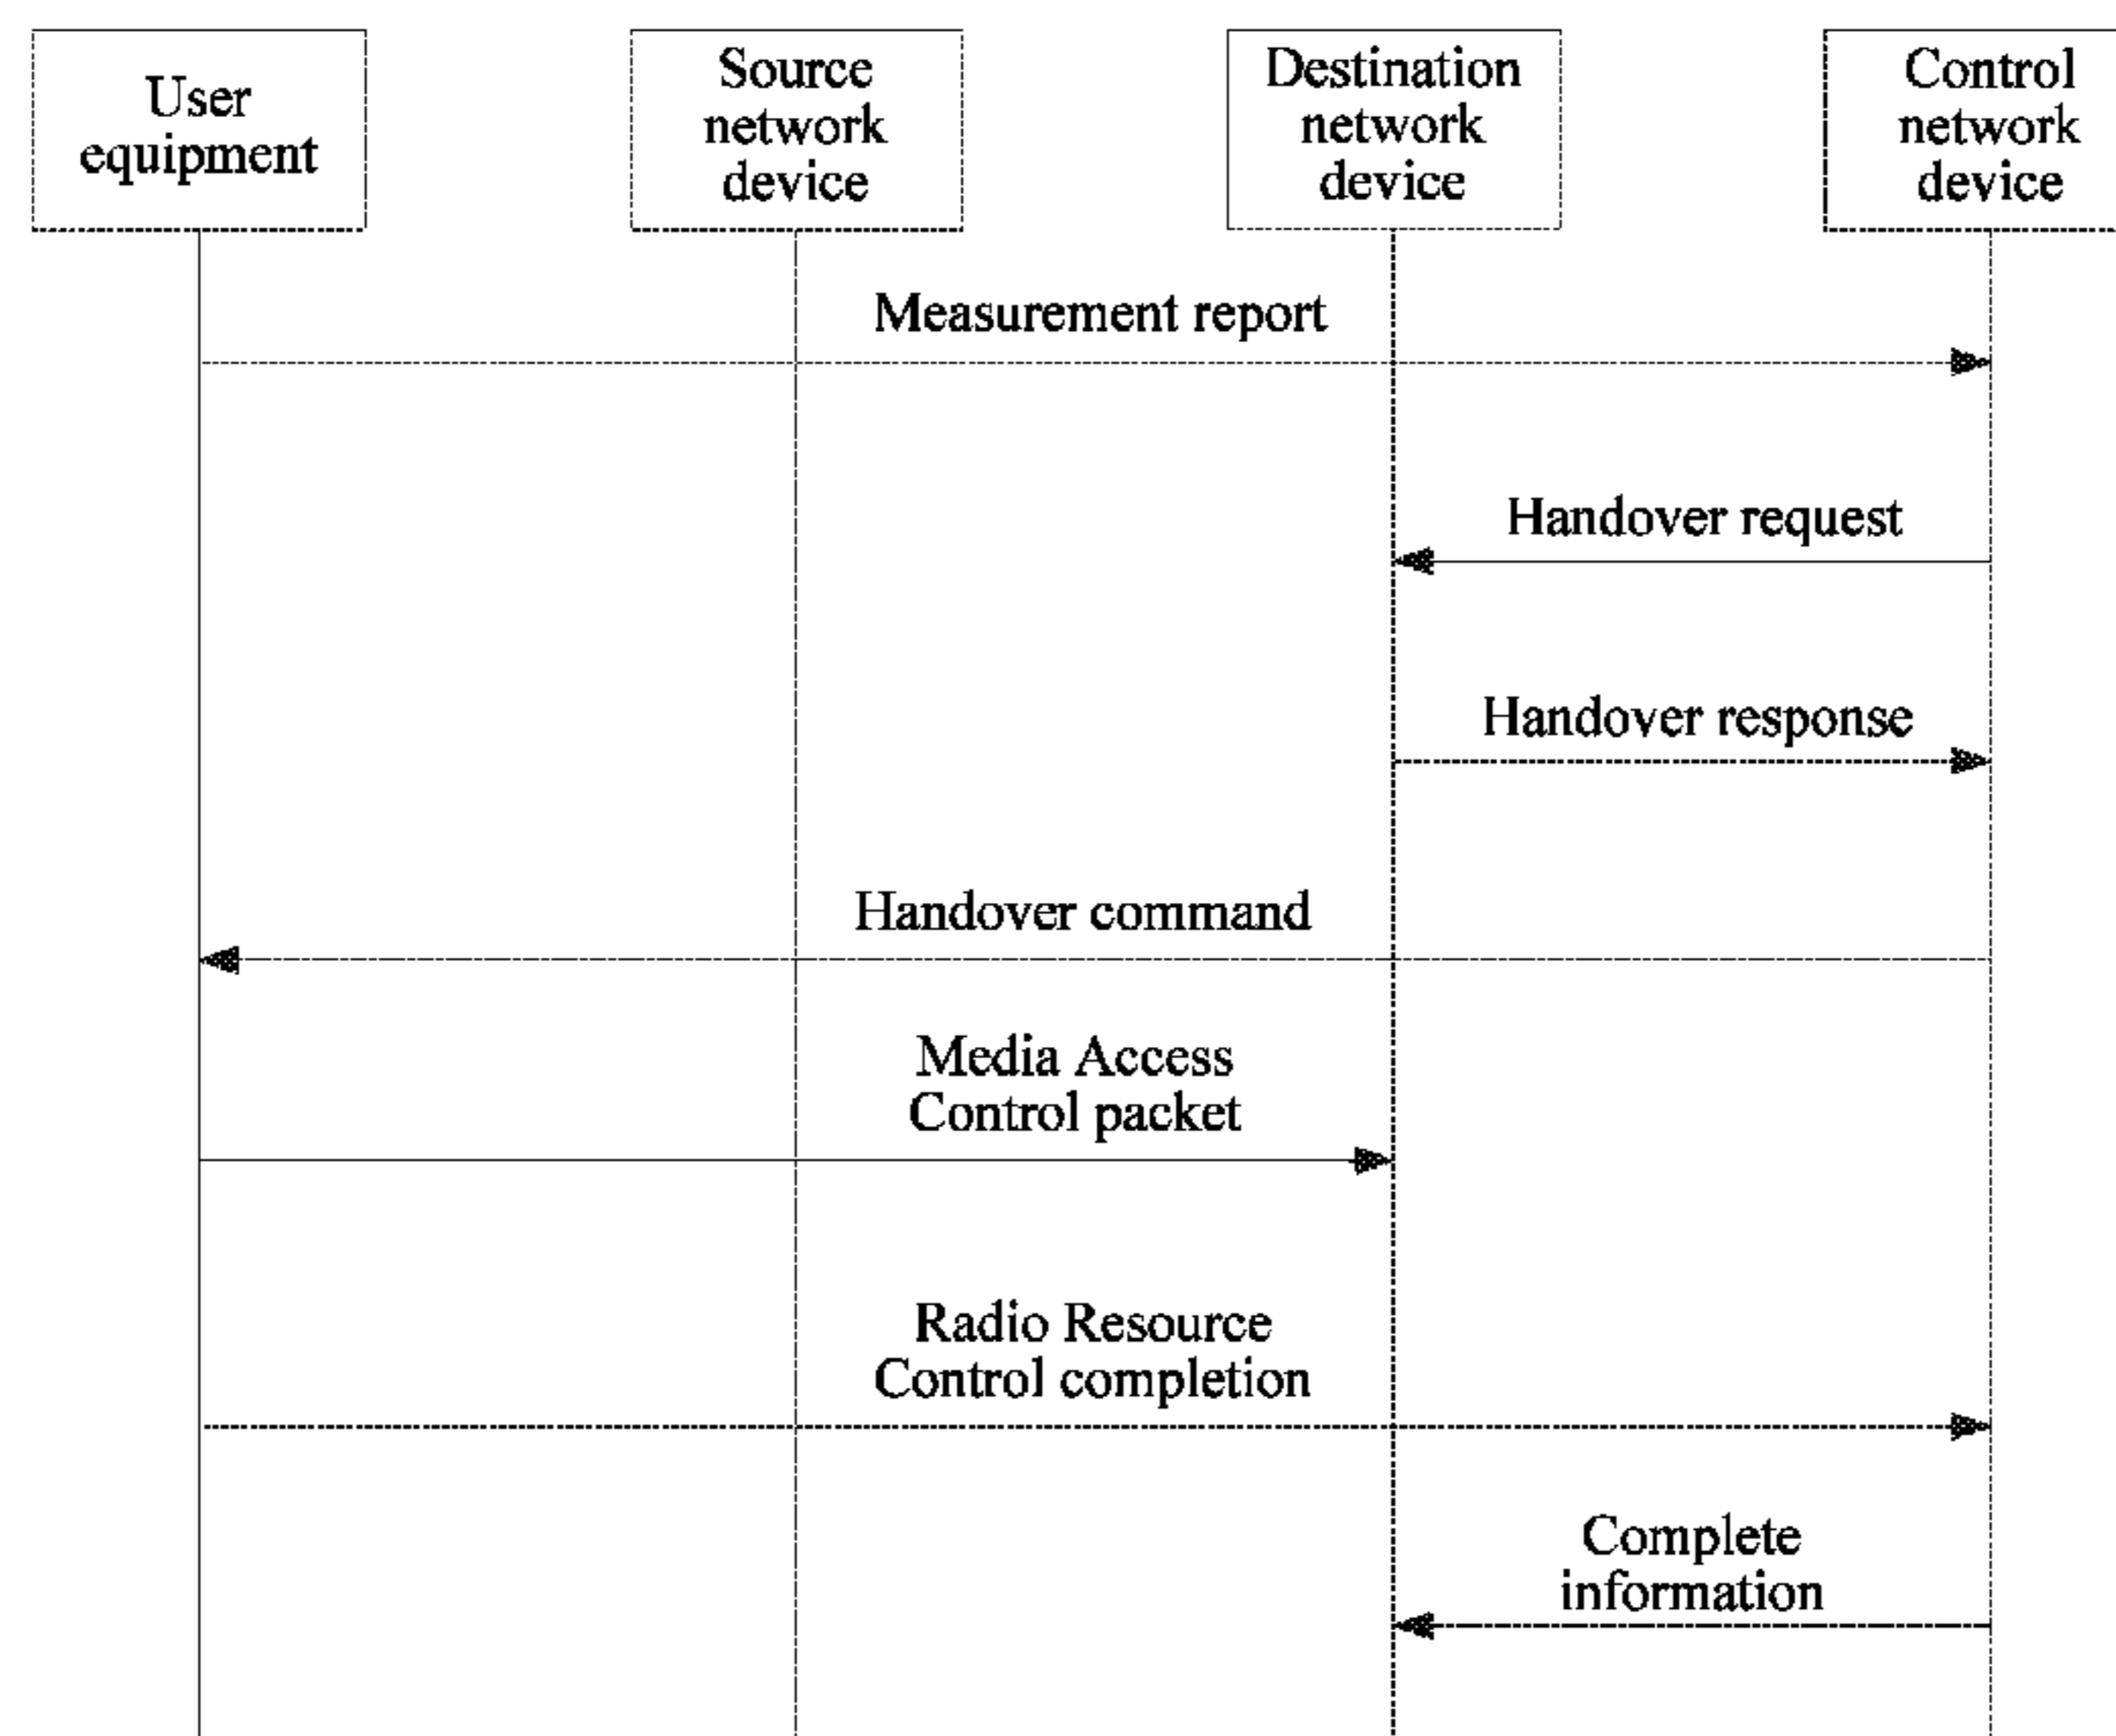 User
equipment
Source
network
device
Destination
network
device
Control
network
device
Measurement report
Handover request
Handover response
Handover command
Media Access
Control packet
Radio Resource
Control completion
Complete
information